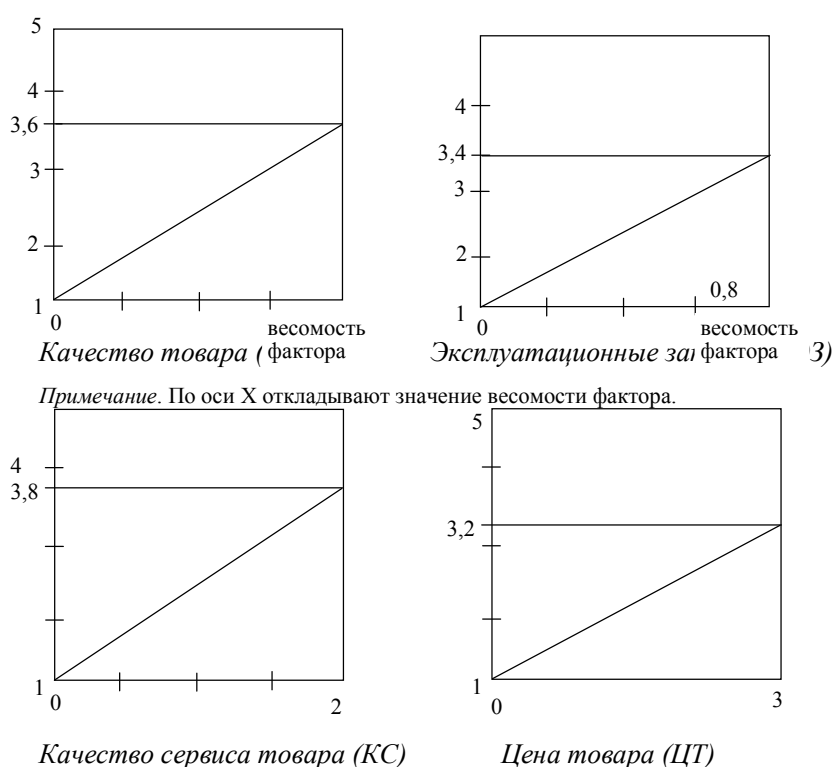 5
4
3,6
3
2
1
0
весомость
фактора
Качество товара (
4
3,4
3
2
1
0
0,8
весомость
фактора
Эксплуатационные З)
Примечание. По оси X откладывают значение весомости фактора.
4
3,8
1
0
2
Качество сервиса товара (КС)
5
3,2
1
0
3
Цена товара (ЦТ)